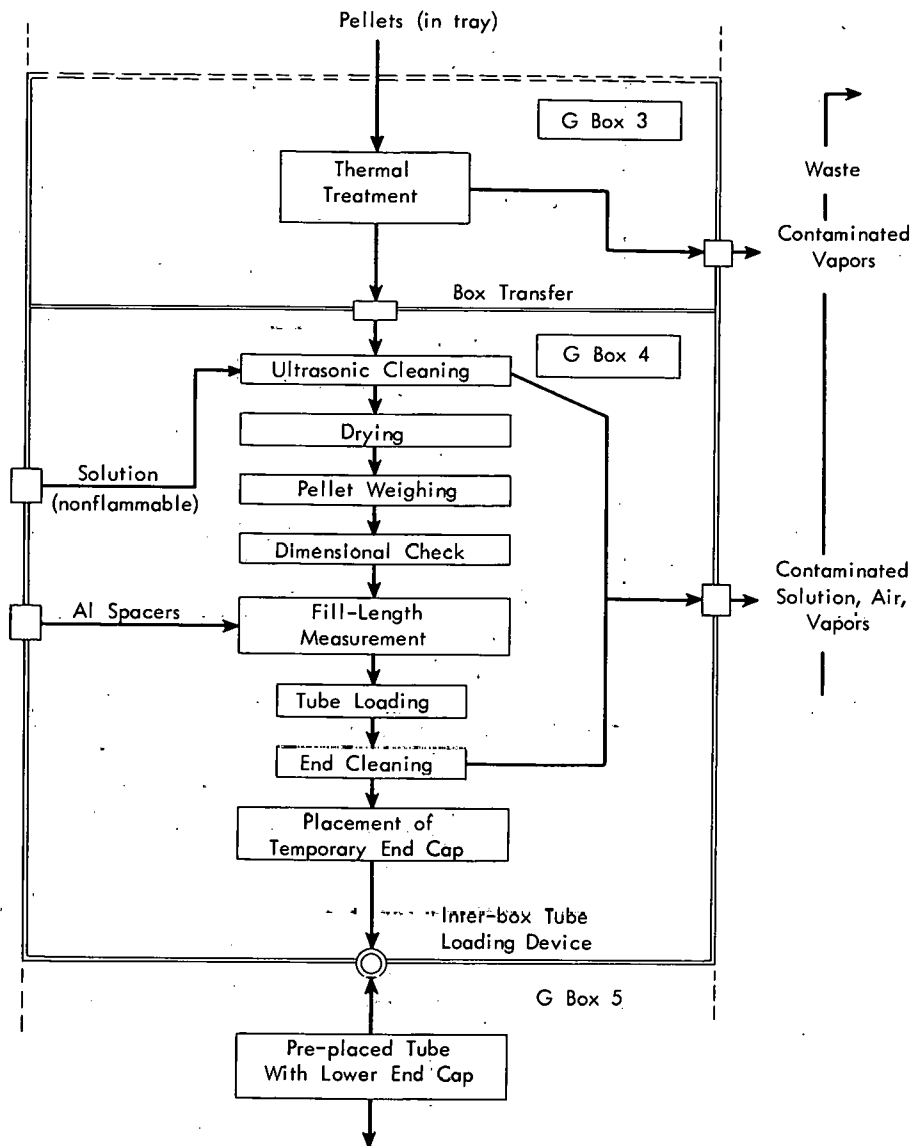 Pellets (in tray)
G Box 3
Thermal
Treatment
Waste
Contaminated
Vapors
Box Transfer
G Box 4
Ultrasonic Cleaning
Drying
Solution
(nonflammable)
Pellet Weighing
Dimensional Check
Al Spacers
Fill-Length
Measurement
Contaminated
Solution, Air,
Vapors
Tube Loading
End Cleaning
Placement of
Temporary End Cap
Inter-box Tube
Loading Device
G Box 5
Pre-placed Tube
With Lower End Cap